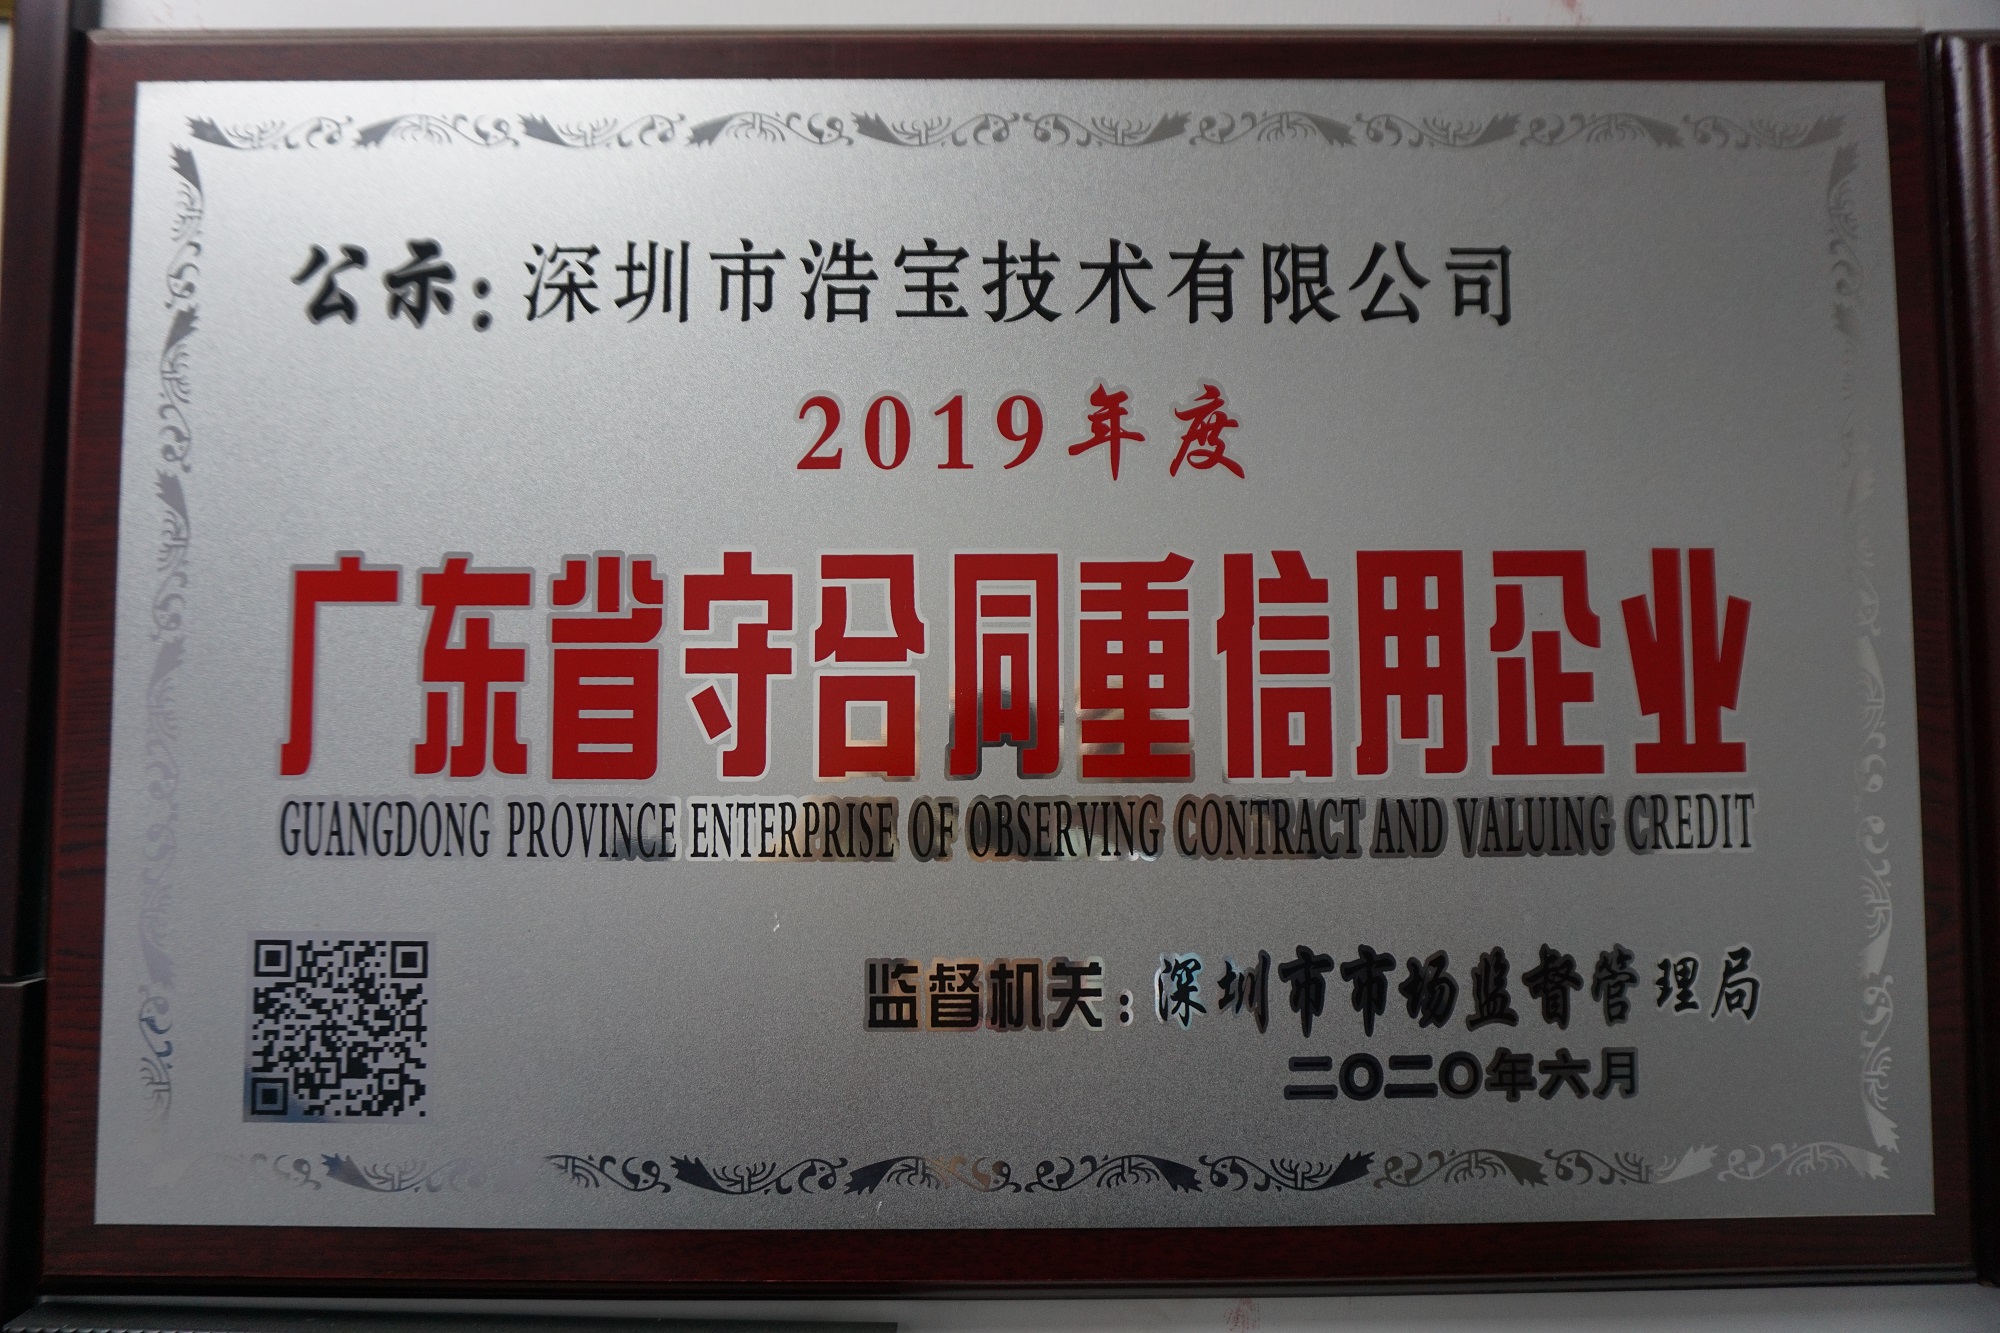 公示：深圳市浩宝技术有限公司
2019年度
广东省守合同重信用企业
GUANGDONG PROVINCE ENTERPRISE OF OBSERVING CONTRACT AND VALUING CREDIT
监督机关：深圳市市场监督管理局
二〇二〇年六月